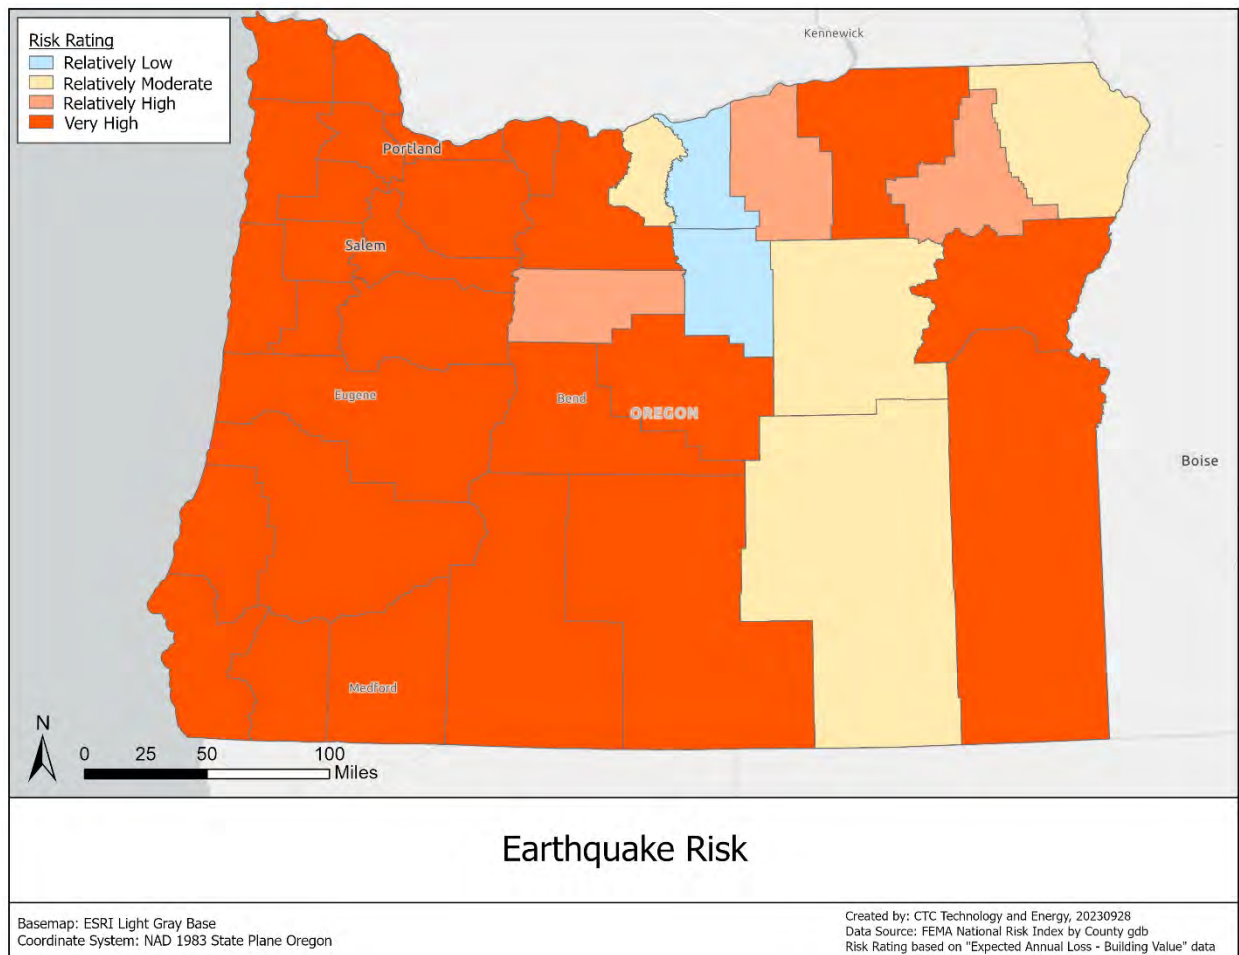 Risk Rating
Relatively Low
Relatively Moderate
Relatively High
Very High
Kennewick
Portland
Salem
Eugene
Bend
OREGON
Boise
Medford
N
0 25 50 100
Miles
Earthquake Risk
Basemap: ESRI Light Gray Base
Coordinate System: NAD 1983 State Plane Oregon
Created by: CTC Technology and Energy, 20230928
Data Source: FEMA National Risk Index by County gdb
Risk Rating based on "Expected Annual Loss - Building Value" data